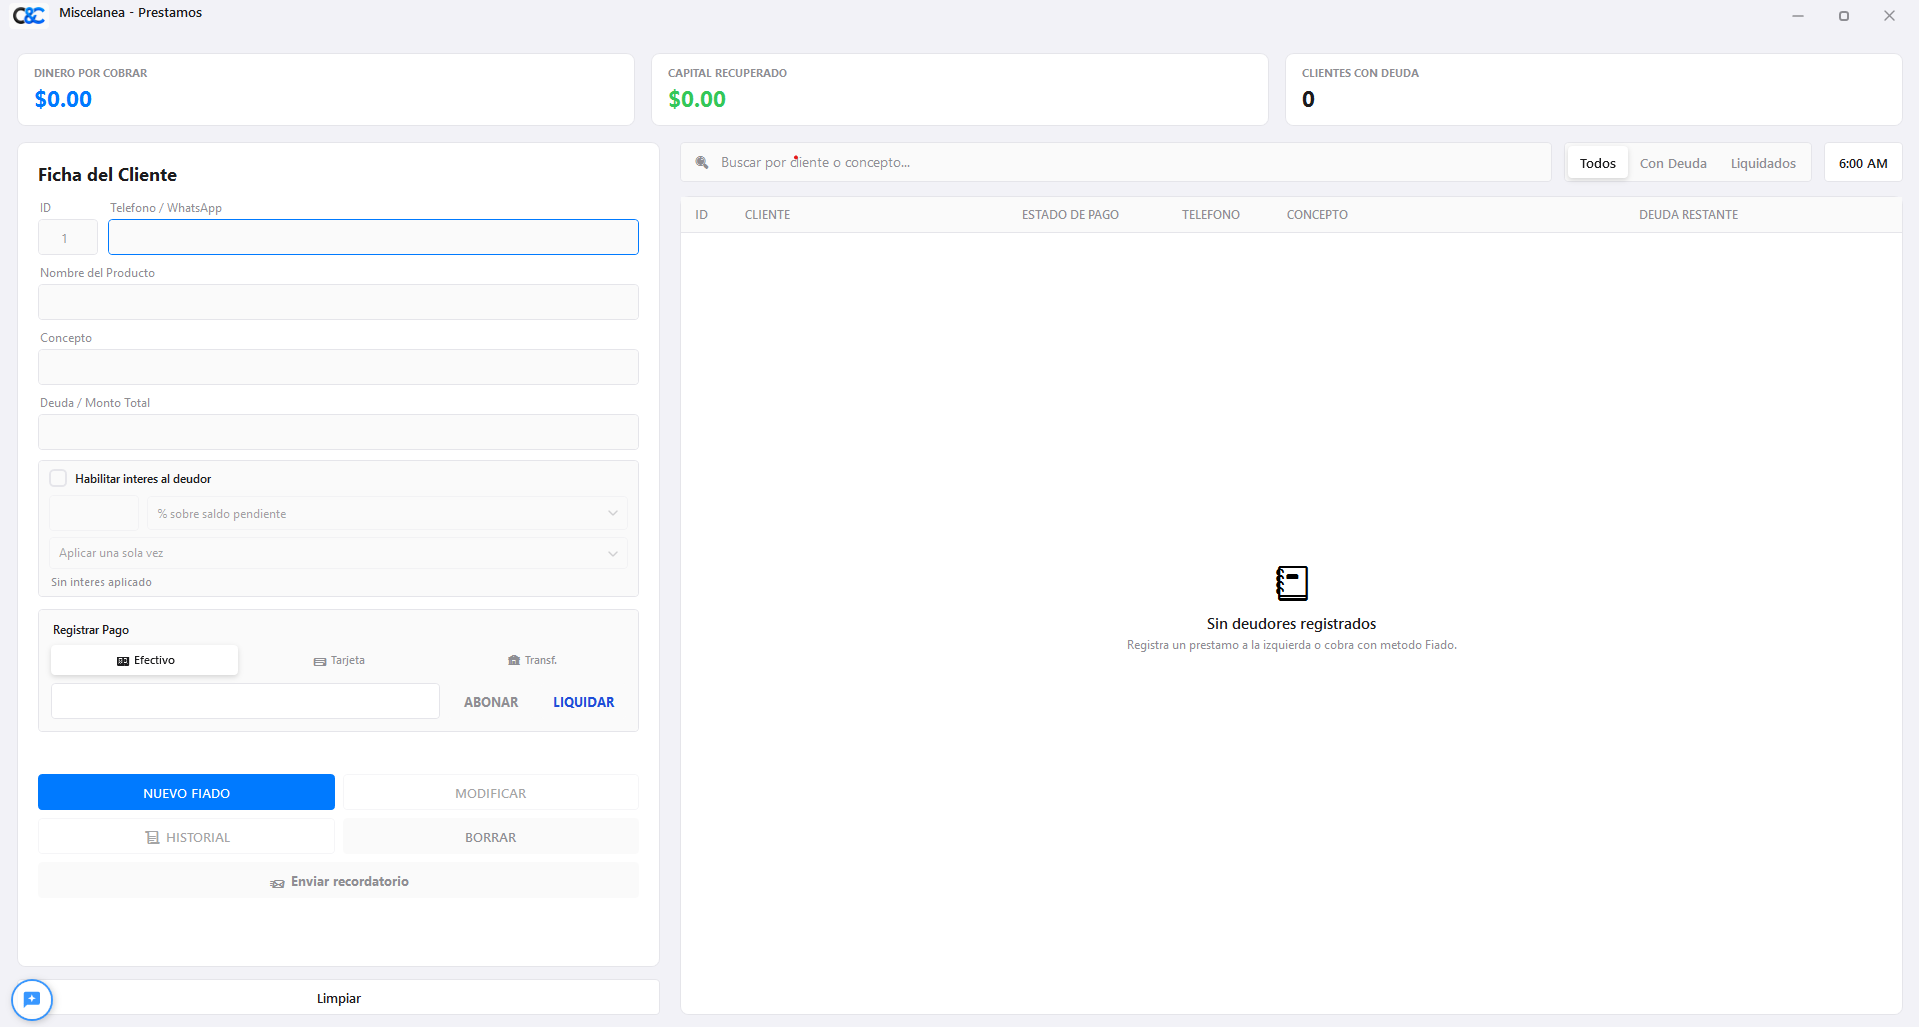 C&C Miscelanea - Prestamos
DINERO POR COBRAR
$0.00
CAPITAL RECUPERADO
$0.00
CLIENTES CON DEUDA
0
Ficha del Cliente
ID Telefono / WhatsApp
1
Nombre del Producto
Concepto
Deuda / Monto Total
Habilitar interes al deudor
% sobre saldo pendiente
Aplicar una sola vez
Sin interes aplicado
Registrar Pago
Efectivo Tarjeta Transf.
ABONAR LIQUIDAR
NUEVO FIADO MODIFICAR
HISTORIAL BORRAR
Enviar recordatorio
Limpiar
Buscar por cliente o concepto...
Todos Con Deuda Liquidados 6:00 AM
ID CLIENTE ESTADO DE PAGO TELEFONO CONCEPTO DEUDA RESTANTE
Sin deudores registrados
Registra un prestamo a la izquierda o cobra con metodo Fiado.